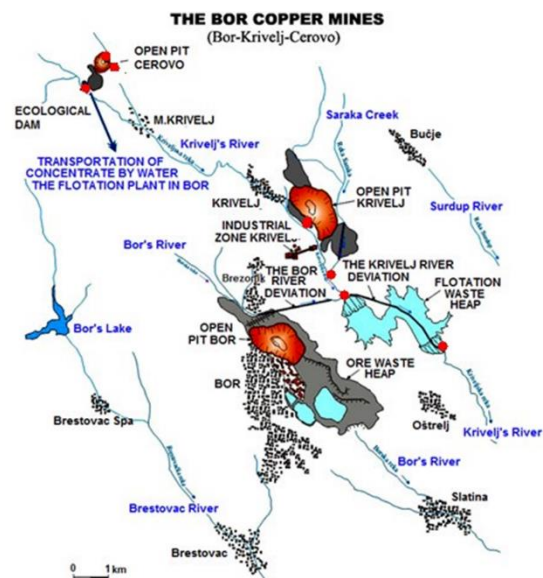 THE BOR COPPER MINES
(Bor-Krivelj-Cerovo)
OPEN PIT
CEROVO
ECOLOGICAL
DAM
M.KRIVELJ
Saraka Creek
Bučje
Krivelj's River
TRANSPORTATION OF
CONCENTRATE BY WATER
THE FLOTATION PLANT IN BOR
KRIVELJ
OPEN PIT
KRIVELJ
Surdup River
INDUSTRIAL
ZONE KRIVELJ
Bor's River
Brezonik
THE BOR
RIVER
DEVIATION
THE KRIVELJ RIVER
DEVIATION
FLOTATION
WASTE
HEAP
Bor's Lake
OPEN
PIT BOR
BOR
ORE WASTE
HEAP
Brestovac Spa
Oštrelj
Krivelj's River
Bor's River
Slatina
Brestovac River
Brestovac
0 1 km